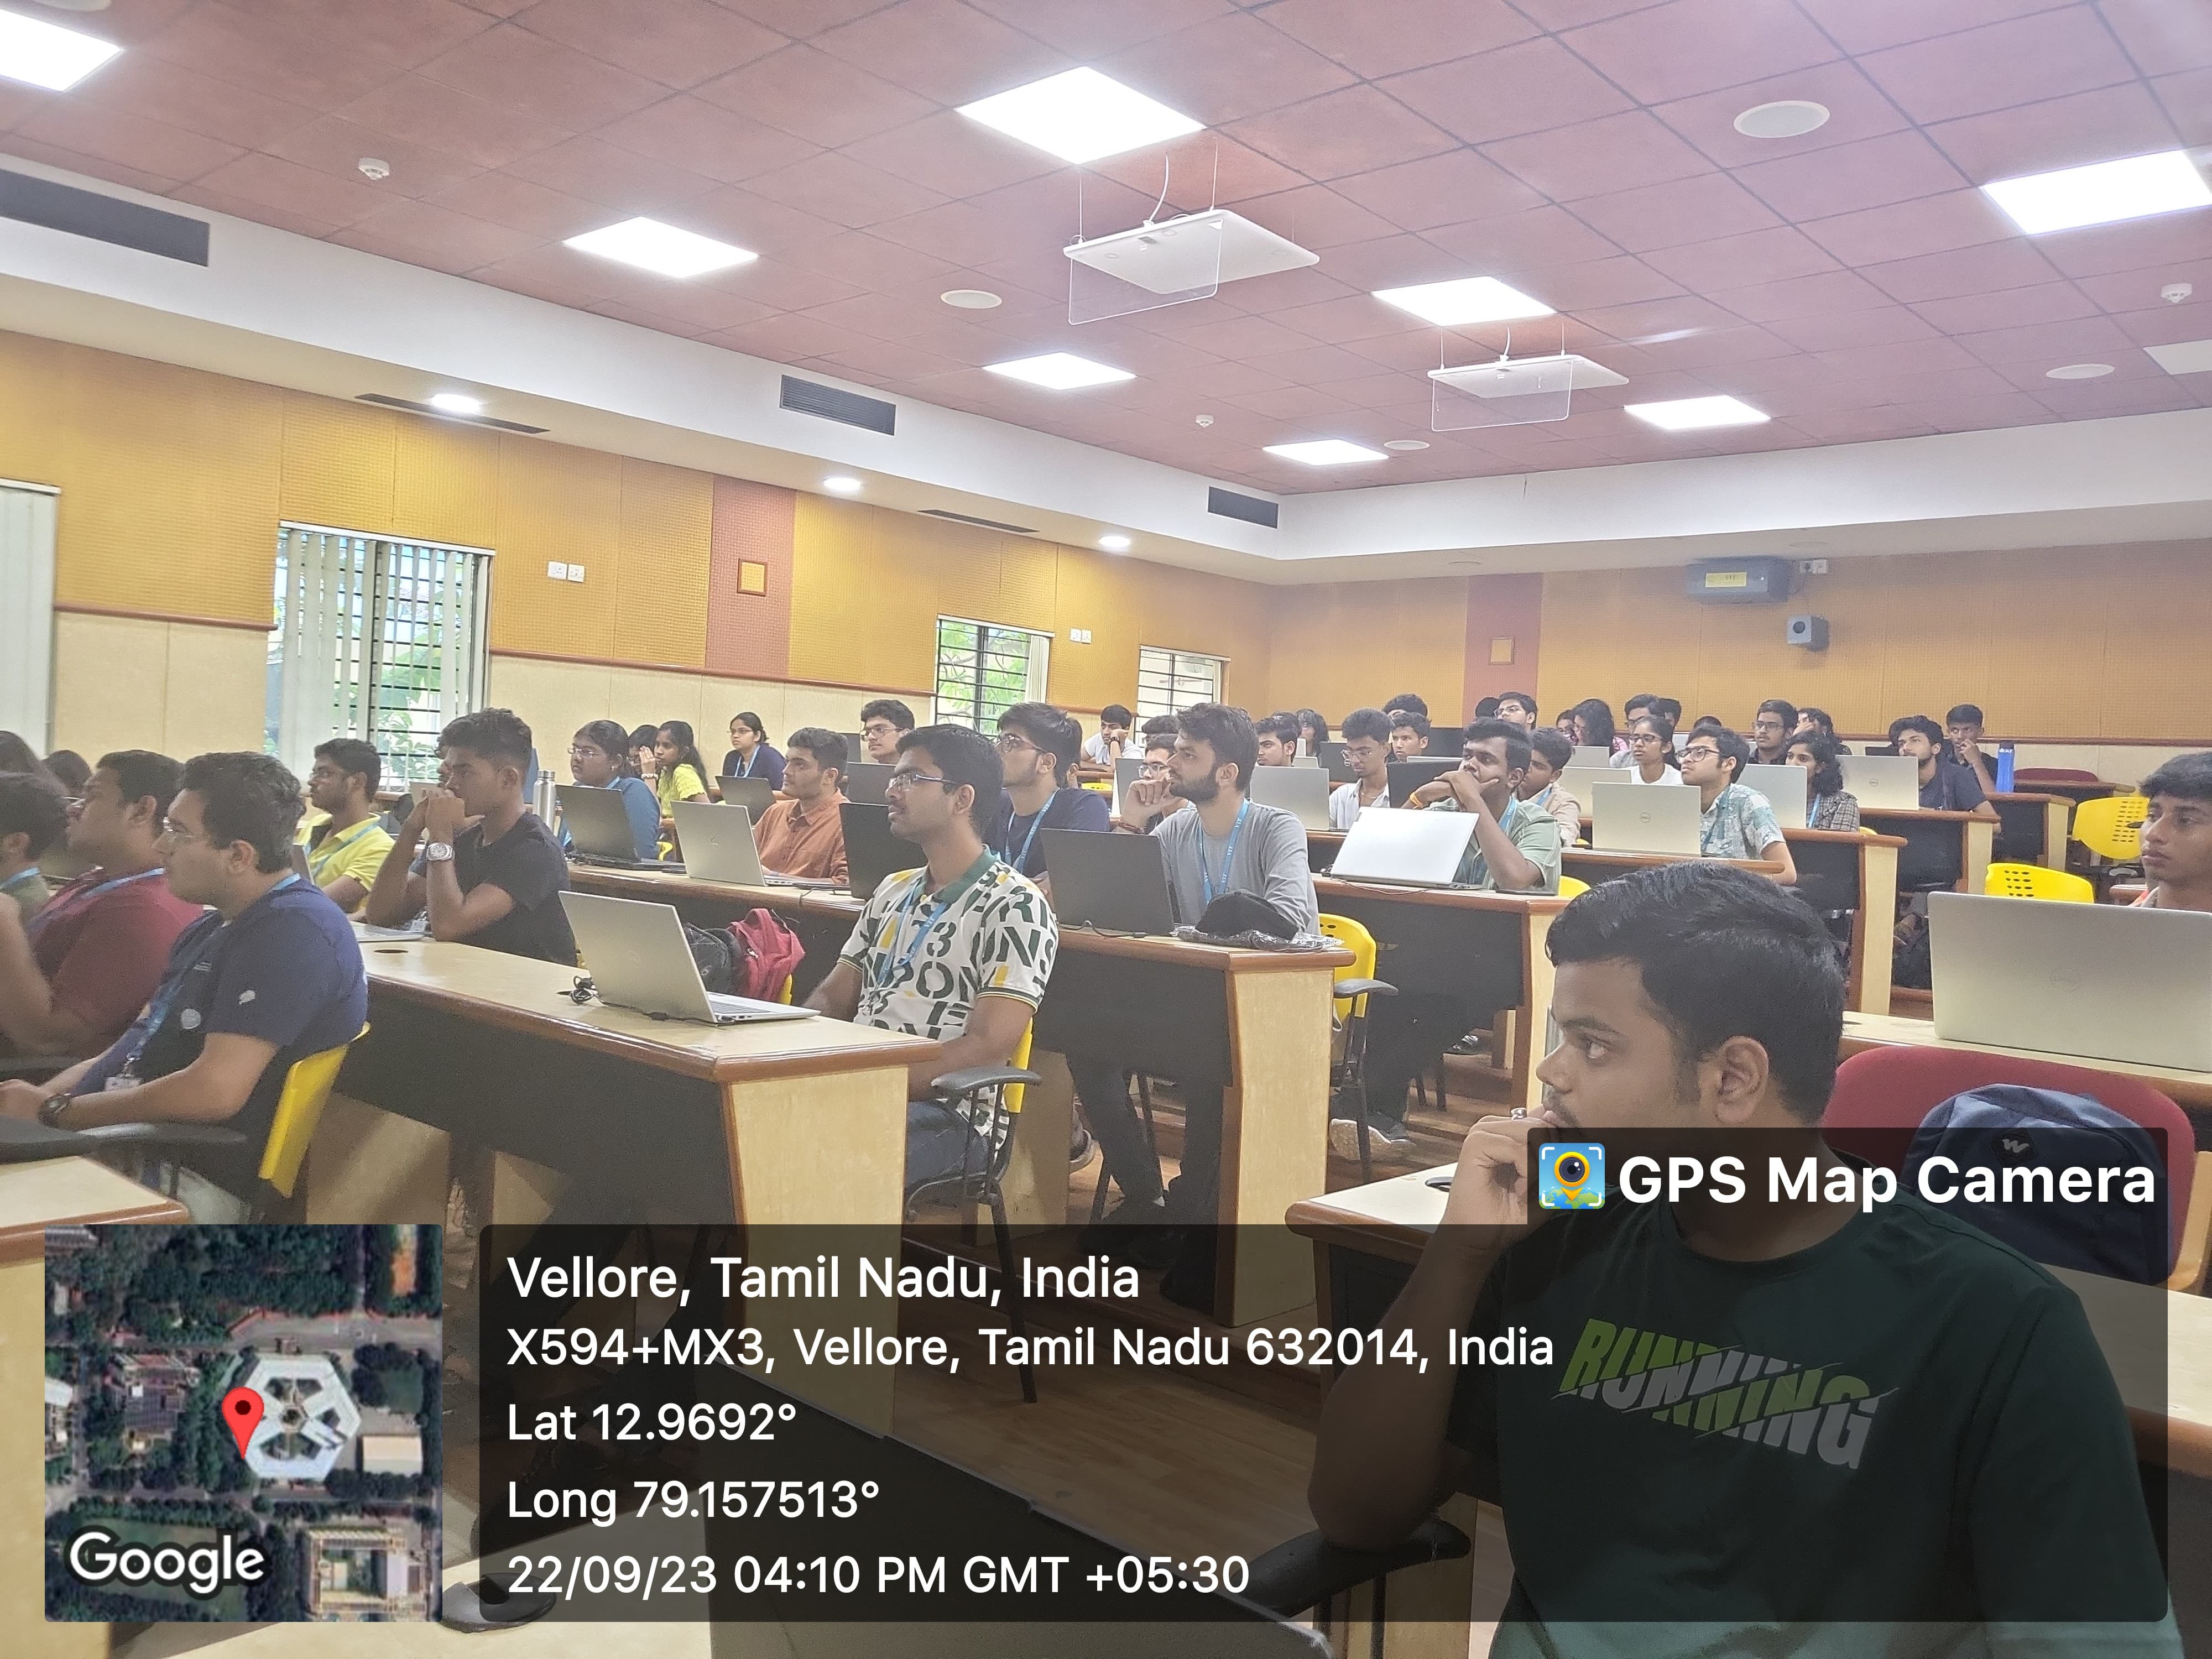 RUNNING
RUNNING
GPS Map Camera
Vellore, Tamil Nadu, India
X594+MX3, Vellore, Tamil Nadu 632014, India
Lat 12.9692°
Long 79.157513°
22/09/23 04:10 PM GMT +05:30
Google